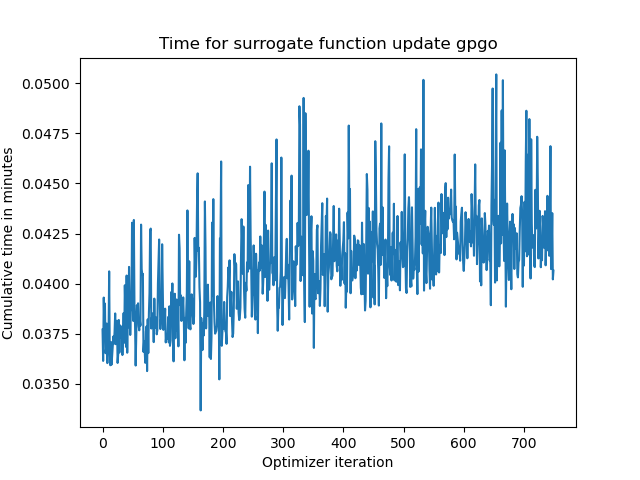 Time for surrogate function update gpgo
Cumulative time in minutes
0.0500
0.0475
0.0450
0.0425
0.0400
0.0375
0.0350
0 100 200 300 400 500 600 700
Optimizer iteration